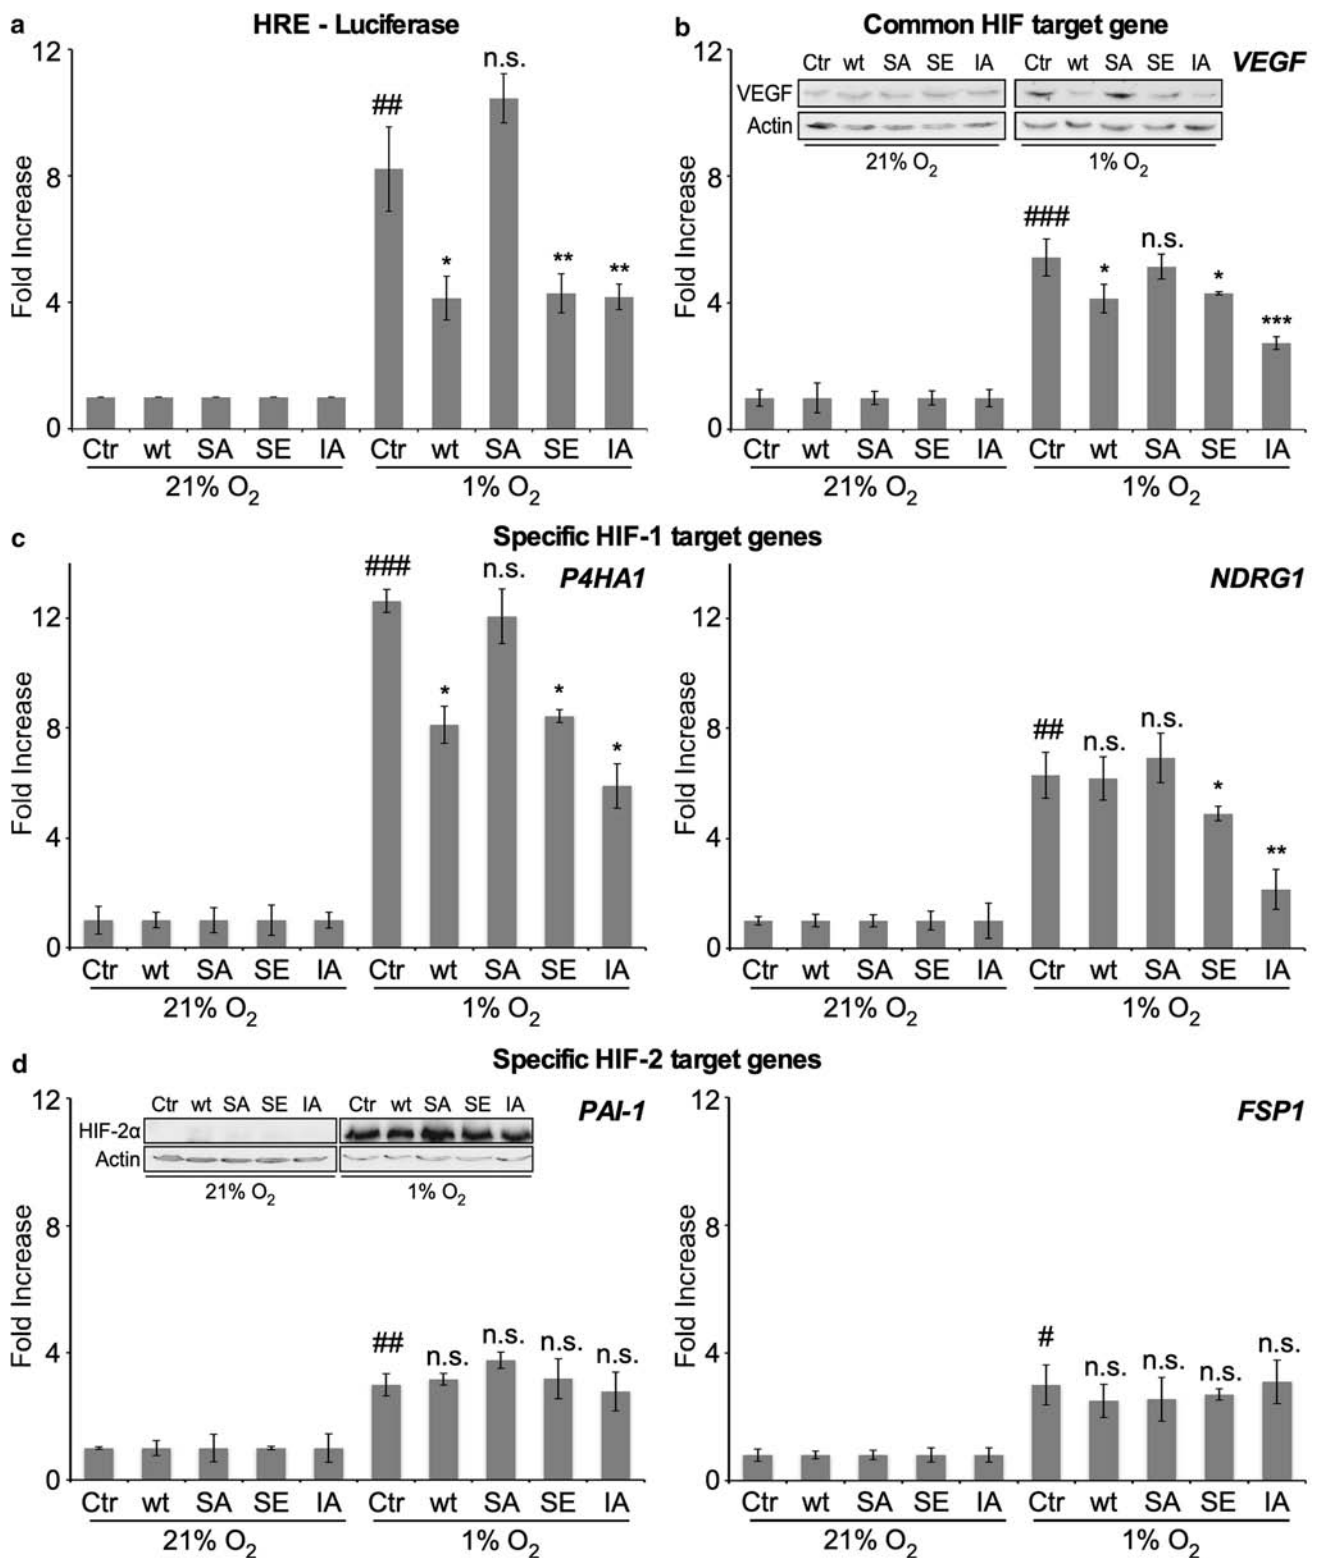 a
HRE - Luciferase
12
8
4
0
Fold Increase
##
*
n.s.
**
**
Ctr wt SA SE IA Ctr wt SA SE IA
21% O2 1% O2
b
Common HIF target gene
VEGF
12
8
4
0
Fold Increase
Ctr wt SA SE IA Ctr wt SA SE IA
VEGF
Actin
21% O2 1% O2
###
*
n.s.
*
***
Ctr wt SA SE IA Ctr wt SA SE IA
21% O2 1% O2
c
Specific HIF-1 target genes
P4HA1
12
8
4
0
Fold Increase
###
*
n.s.
*
*
Ctr wt SA SE IA Ctr wt SA SE IA
21% O2 1% O2
NDRG1
12
8
4
0
Fold Increase
##
n.s.
n.s.
*
**
Ctr wt SA SE IA Ctr wt SA SE IA
21% O2 1% O2
d
Specific HIF-2 target genes
PAI-1
12
8
4
0
Fold Increase
Ctr wt SA SE IA Ctr wt SA SE IA
HIF-2α
Actin
21% O2 1% O2
##
n.s.
n.s.
n.s.
n.s.
Ctr wt SA SE IA Ctr wt SA SE IA
21% O2 1% O2
FSP1
12
8
4
0
Fold Increase
#
n.s.
n.s.
n.s.
n.s.
Ctr wt SA SE IA Ctr wt SA SE IA
21% O2 1% O2